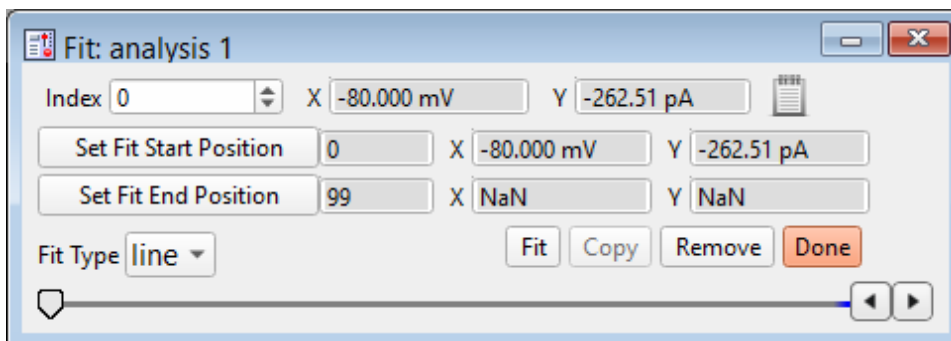 Fit: analysis 1
Index 0 X -80.000 mV Y -262.51 pA
Set Fit Start Position 0 X -80.000 mV Y -262.51 pA
Set Fit End Position 99 X NaN Y NaN
Fit Type line Fit Copy Remove Done